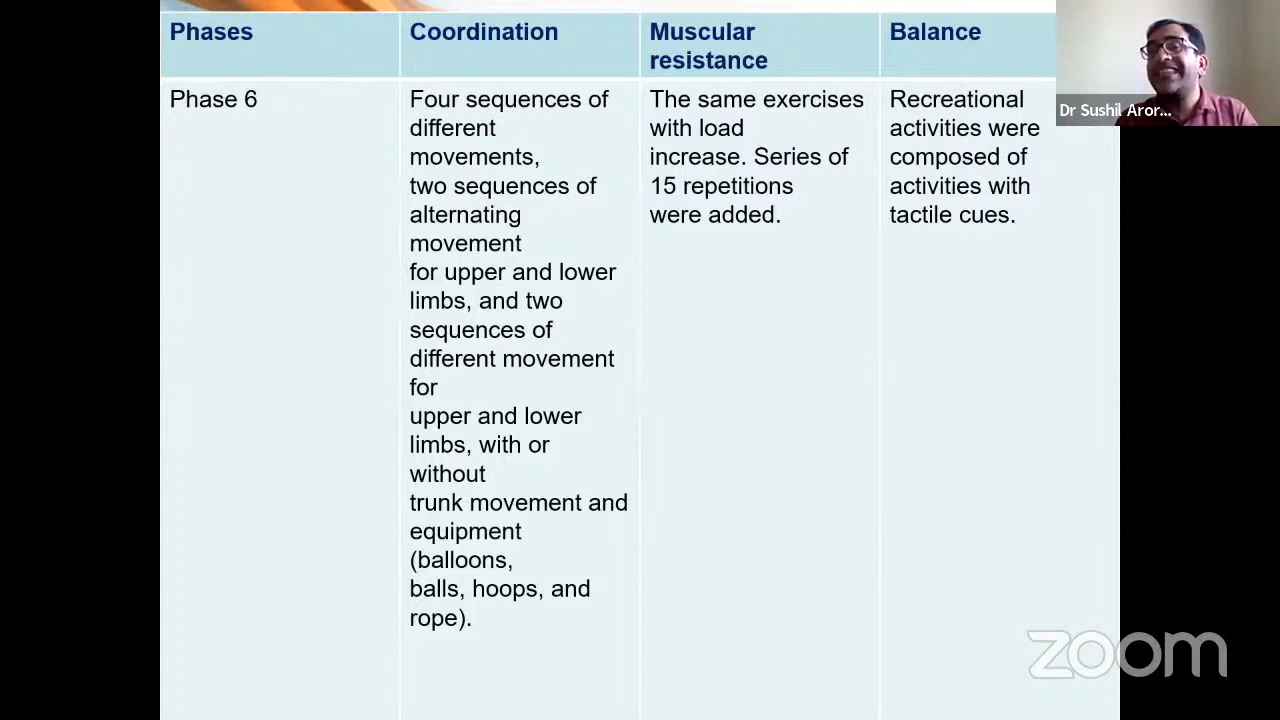 Phases
Coordination
Muscular
resistance
Balance
Phase 6
Four sequences of
different
movements,
two sequences of
alternating
movement
for upper and lower
limbs, and two
sequences of
different movement
for
upper and lower
limbs, with or
without
trunk movement and
equipment
(balloons,
balls, hoops, and
rope).
The same exercises
with load
increase. Series of
15 repetitions
were added.
Recreational
activities were
composed of
activities with
tactile cues.
Dr Sushil Aror...
zoom